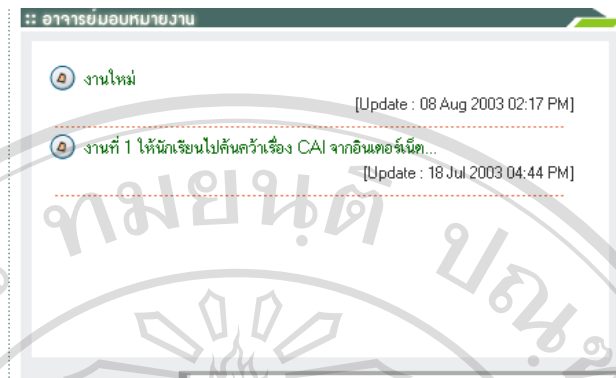 :: อาจารย์มอบหมายงาน
งานใหม่
[Update : 08 Aug 2003 02:17 PM]
งานที่ 1 ให้นักเรียนไปค้นคว้าเรื่อง CAI จากอินเตอร์เน็ต...
[Update : 18 Jul 2003 04:44 PM]